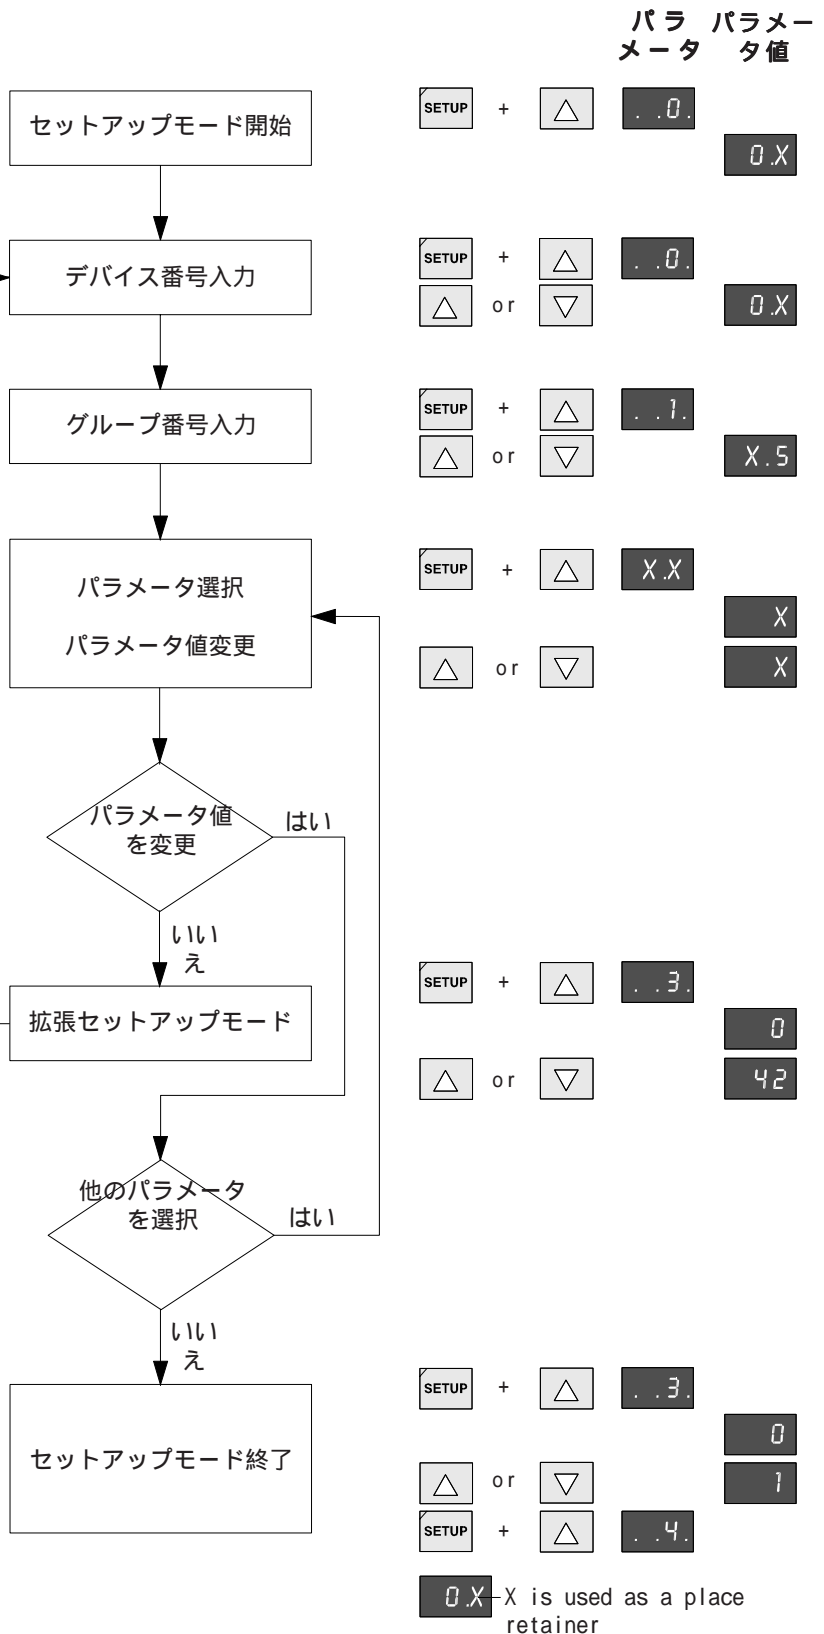 パラ パラメー
メータ タ値
セットアップモード開始 SETUP + . .0.
0.X
デバイス番号入力 SETUP + . .0.
or 0.X
グループ番号入力 SETUP + . .1.
or X.5
パラメータ選択 SETUP + X.X
X
パラメータ値変更 or X
パラメータ値
を変更
はい
いい
え
SETUP + . .3.
拡張セットアップモード 0
or 42
他のパラメータ
を選択
はい
いい
え
SETUP + . .3.
0
セットアップモード終了 or 1
SETUP + . .4.
0.X X is used as a place
retainer